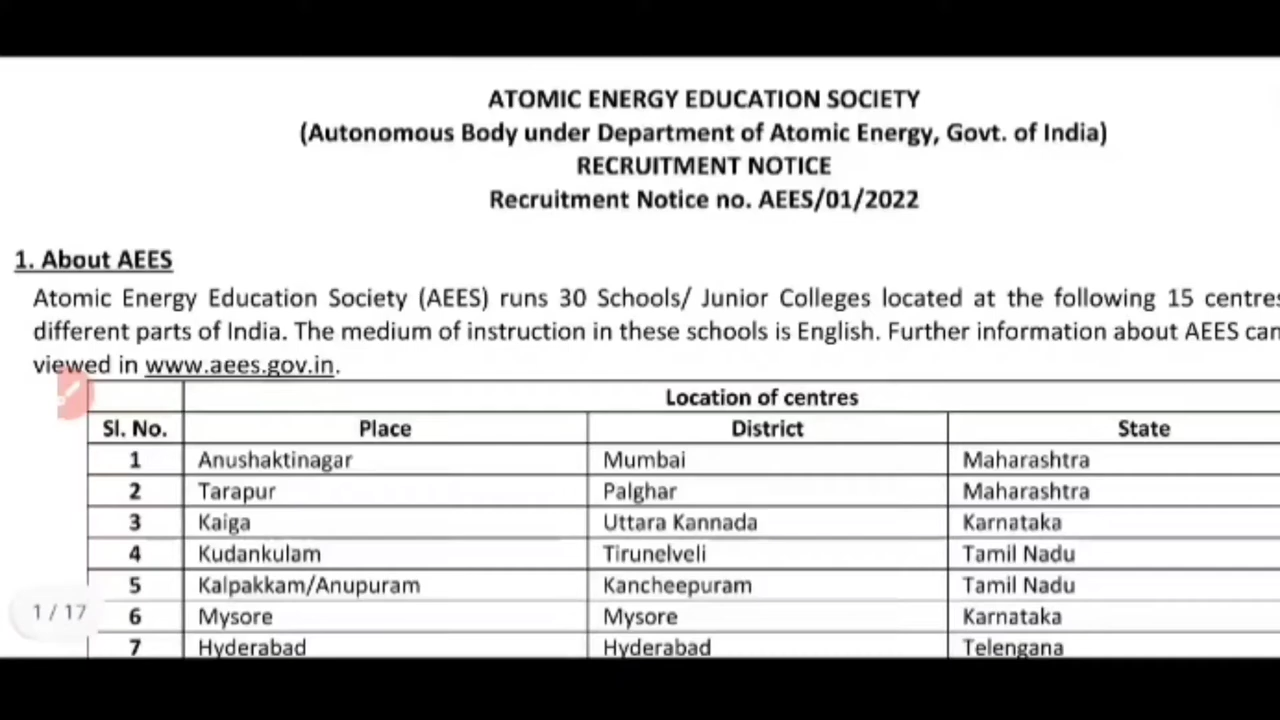 ATOMIC ENERGY EDUCATION SOCIETY
(Autonomous Body under Department of Atomic Energy, Govt. of India)
RECRUITMENT NOTICE
Recruitment Notice no. AEES/01/2022
1. About AEES
Atomic Energy Education Society (AEES) runs 30 Schools/ Junior Colleges located at the following 15 centres
different parts of India. The medium of instruction in these schools is English. Further information about AEES can
viewed in www.aees.gov.in.
Location of centres
Sl. No. Place District State
1 Anushaktinagar Mumbai Maharashtra
2 Tarapur Palghar Maharashtra
3 Kaiga Uttara Kannada Karnataka
4 Kudankulam Tirunelveli Tamil Nadu
5 Kalpakkam/Anupuram Kancheepuram Tamil Nadu
6 Mysore Mysore Karnataka
7 Hyderabad Hyderabad Telengana
1 / 17